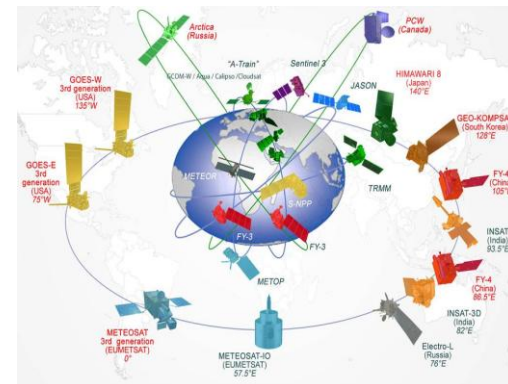 Arctica
(Russia)
PCW
(Canada)
"A-Train"
GCOM-W / Aqua / Calipso / Cloudsat
Sentinel 3
JASON
HIMAWARI 8
(Japan)
140°E
GOES-W
3rd generation
(USA)
135°W
GEO-KOMPSA
(South Korea)
128°E
GOES-E
3rd
generation
(USA)
75°W
METEOR
TRMM
FY-4
(China)
105°
S-NPP
INSAT
(India)
93.5°E
FY-3
FY-3
METOP
FY-4
(China)
86.5°E
INSAT-3D
(India)
82°E
METEOSAT
3rd generation
(EUMETSAT)
0°
METEOSAT-IO
(EUMETSAT)
57.5°E
Electro-L
(Russia)
76°E